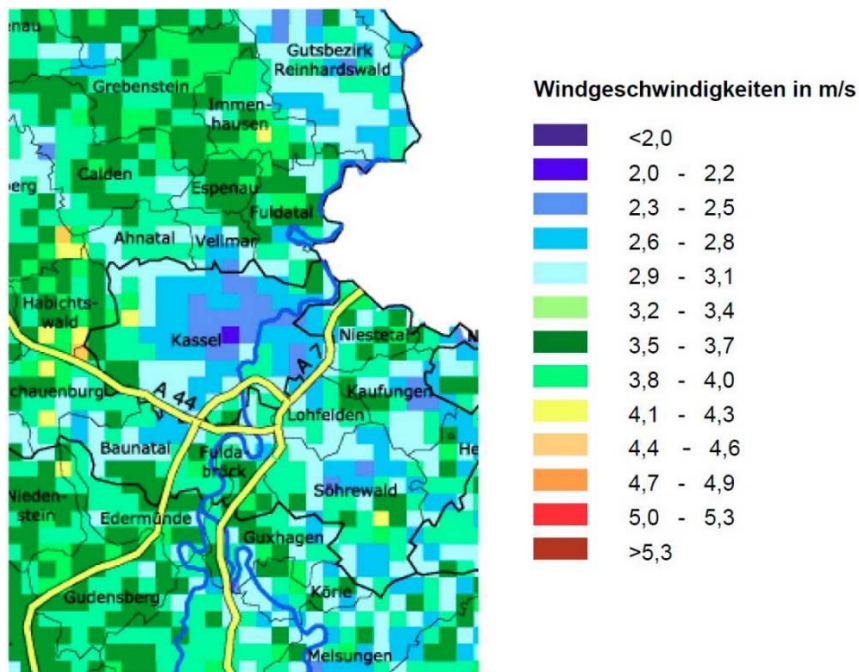 enau
Gutsbezirk
Reinhardswald
Grebenstein
Immen-
hausen
Calden
berg
Espenau
Fuldatal
Ahnatal
Vellmar
Habichts-
wald
Kassel
Niestetal
A 7
chauenburg
A 44
Kaufungen
Lohfelden
Baunatal
Fulda-
brück
He
Söhrewald
Nieden-
stein
Edermünde
Guxhagen
Gudensberg
Körle
Melsungen
Windgeschwindigkeiten in m/s
<2,0
2,0 - 2,2
2,3 - 2,5
2,6 - 2,8
2,9 - 3,1
3,2 - 3,4
3,5 - 3,7
3,8 - 4,0
4,1 - 4,3
4,4 - 4,6
4,7 - 4,9
5,0 - 5,3
>5,3